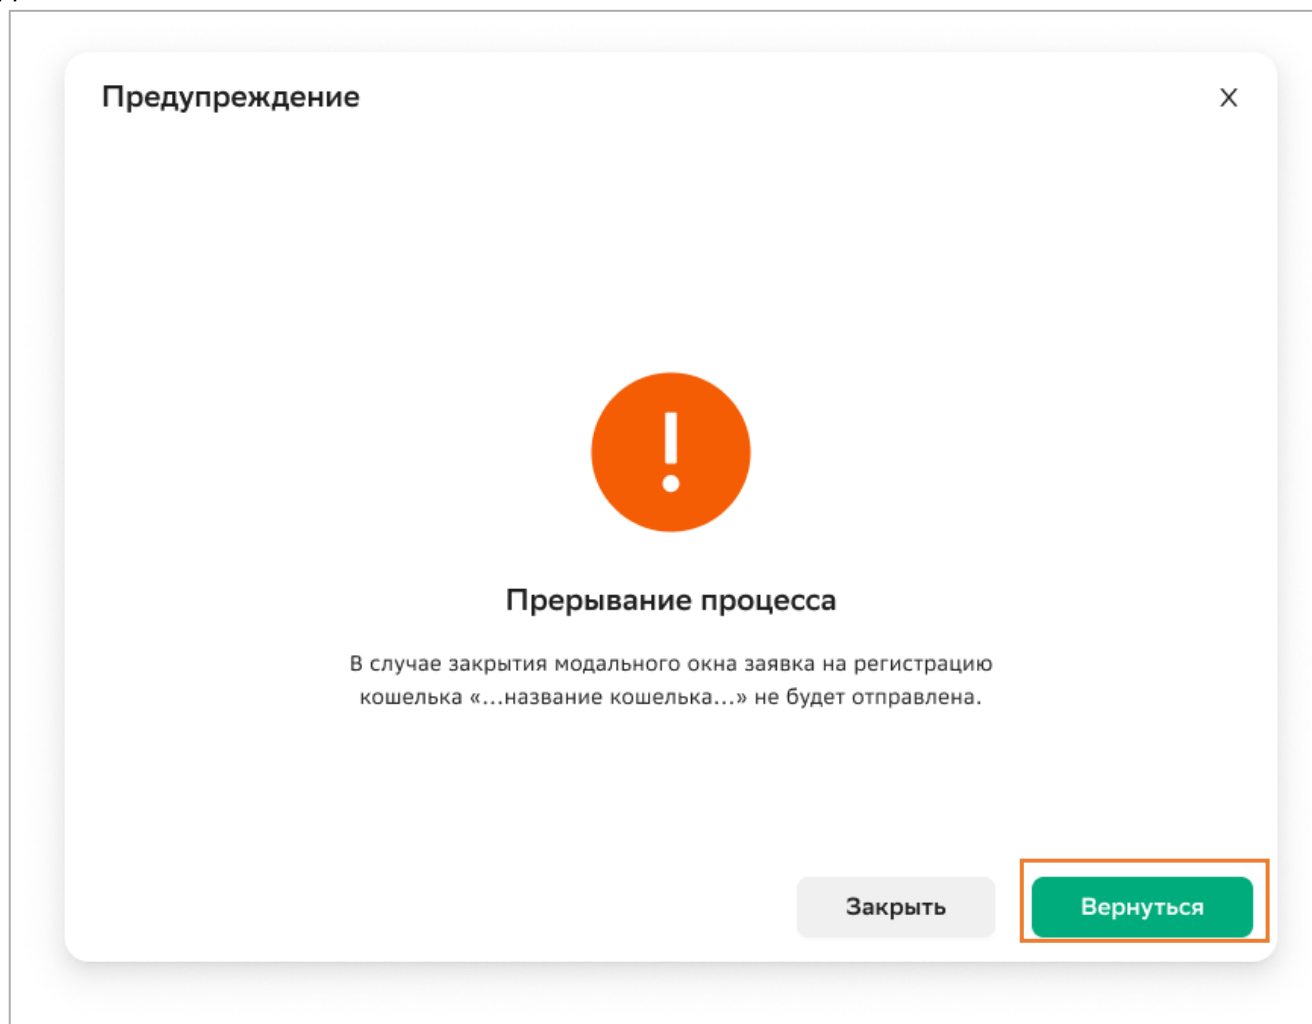 Предупреждение
X
Прерывание процесса
В случае закрытия модального окна заявка на регистрацию
кошелька «...название кошелька...» не будет отправлена.
Закрыть
Вернуться